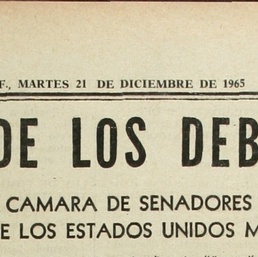 F., MARTES 21 DE DICIEMBRE DE 1965
DE LOS DEB
CAMARA DE SENADORES
E LOS ESTADOS UNIDOS M